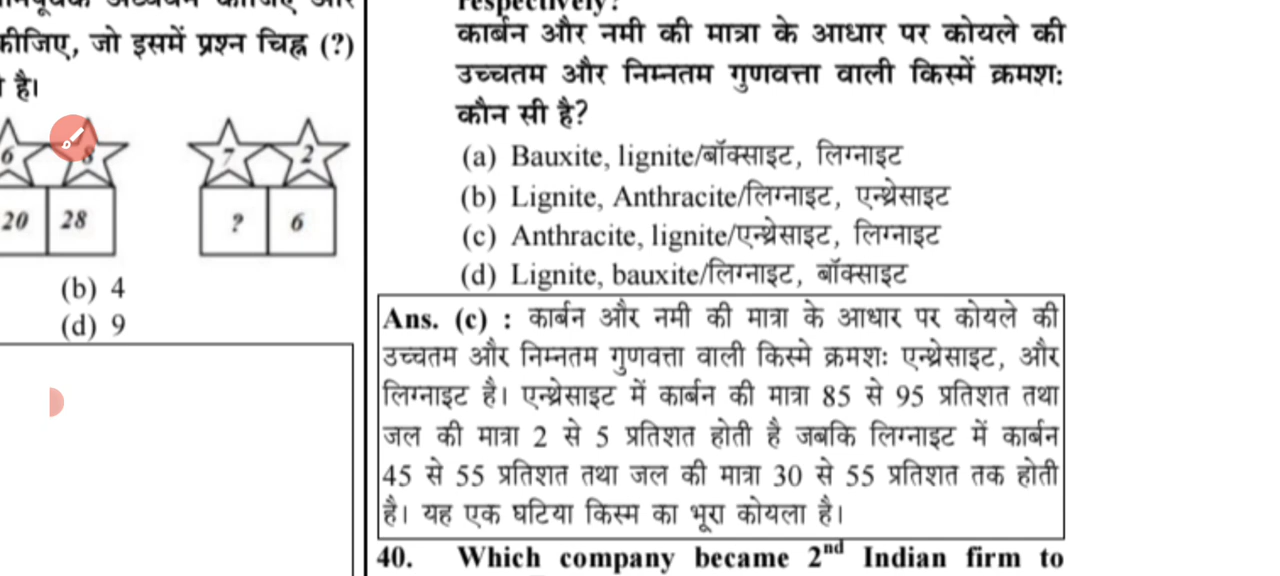 कीजिए, जो इसमें प्रश्न चिह्न (?)
है।
6 8
20 28
7 2
? 6
(b) 4
(d) 9
respectively?
कार्बन और नमी की मात्रा के आधार पर कोयले की
उच्चतम और निम्नतम गुणवत्ता वाली किस्में क्रमश:
कौन सी है?
(a) Bauxite, lignite/बॉक्साइट, लिग्नाइट
(b) Lignite, Anthracite/लिग्नाइट, एन्थ्रेसाइट
(c) Anthracite, lignite/एन्थ्रेसाइट, लिग्नाइट
(d) Lignite, bauxite/लिग्नाइट, बॉक्साइट
Ans. (c) : कार्बन और नमी की मात्रा के आधार पर कोयले की
उच्चतम और निम्नतम गुणवत्ता वाली किस्मे क्रमशः एन्थ्रेसाइट, और
लिग्नाइट है। एन्थ्रेसाइट में कार्बन की मात्रा 85 से 95 प्रतिशत तथा
जल की मात्रा 2 से 5 प्रतिशत होती है जबकि लिग्नाइट में कार्बन
45 से 55 प्रतिशत तथा जल की मात्रा 30 से 55 प्रतिशत तक होती
है। यह एक घटिया किस्म का भूरा कोयला है।
40. Which company became 2nd Indian firm to